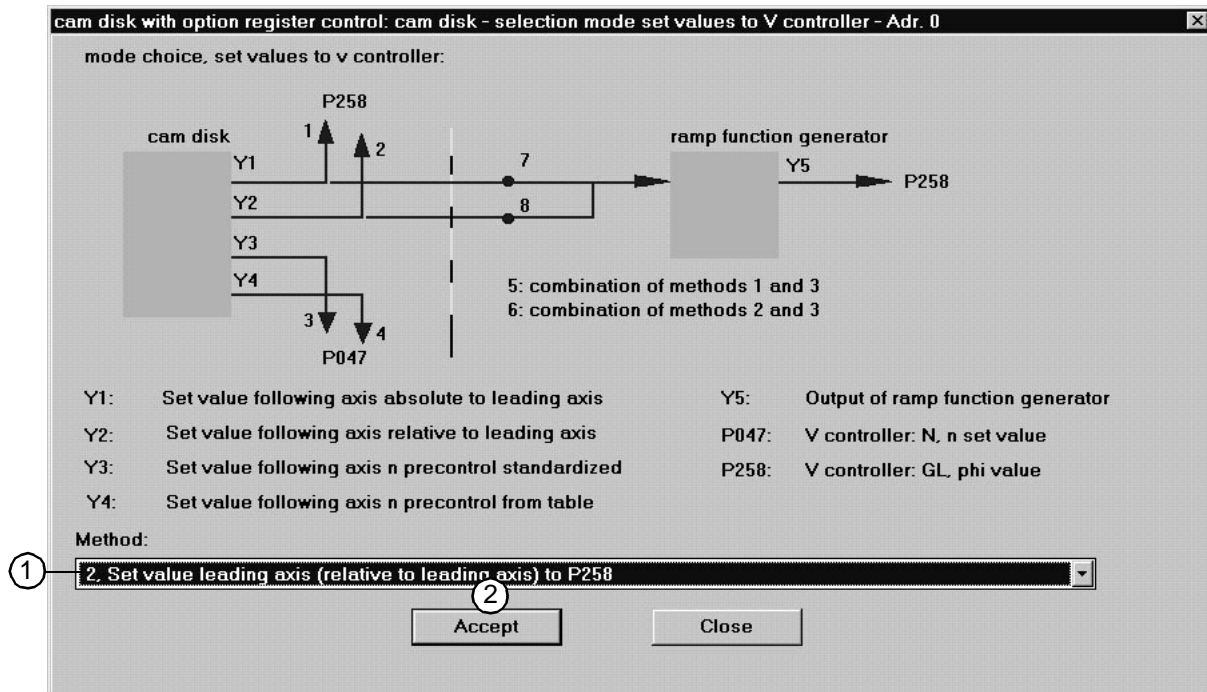 cam disk with option register control: cam disk - selection mode set values to V controller - Adr. 0
mode choice, set values to v controller:
P258
1
2
cam disk
Y1
Y2
Y3
Y4
3
4
P047
7
8
ramp function generator
Y5
P258
5: combination of methods 1 and 3
6: combination of methods 2 and 3
Y1: Set value following axis absolute to leading axis
Y2: Set value following axis relative to leading axis
Y3: Set value following axis n precontrol standardized
Y4: Set value following axis n precontrol from table
Y5: Output of ramp function generator
P047: V controller: N, n set value
P258: V controller: GL, phi value
Method:
1
2, Set value leading axis (relative to leading axis) to P258
2
Accept
Close